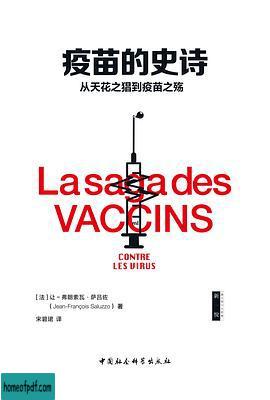 疫苗的史诗
从天花之猖到疫苗之殇
La saga des
VACCINS
CONTRE
LES VIRUS
[法] 让-弗朗索瓦·萨吕佐
(Jean-François Saluzzo) 著
宋碧珺 译
新悦
中国社会科学出版社
homeofpdf.com